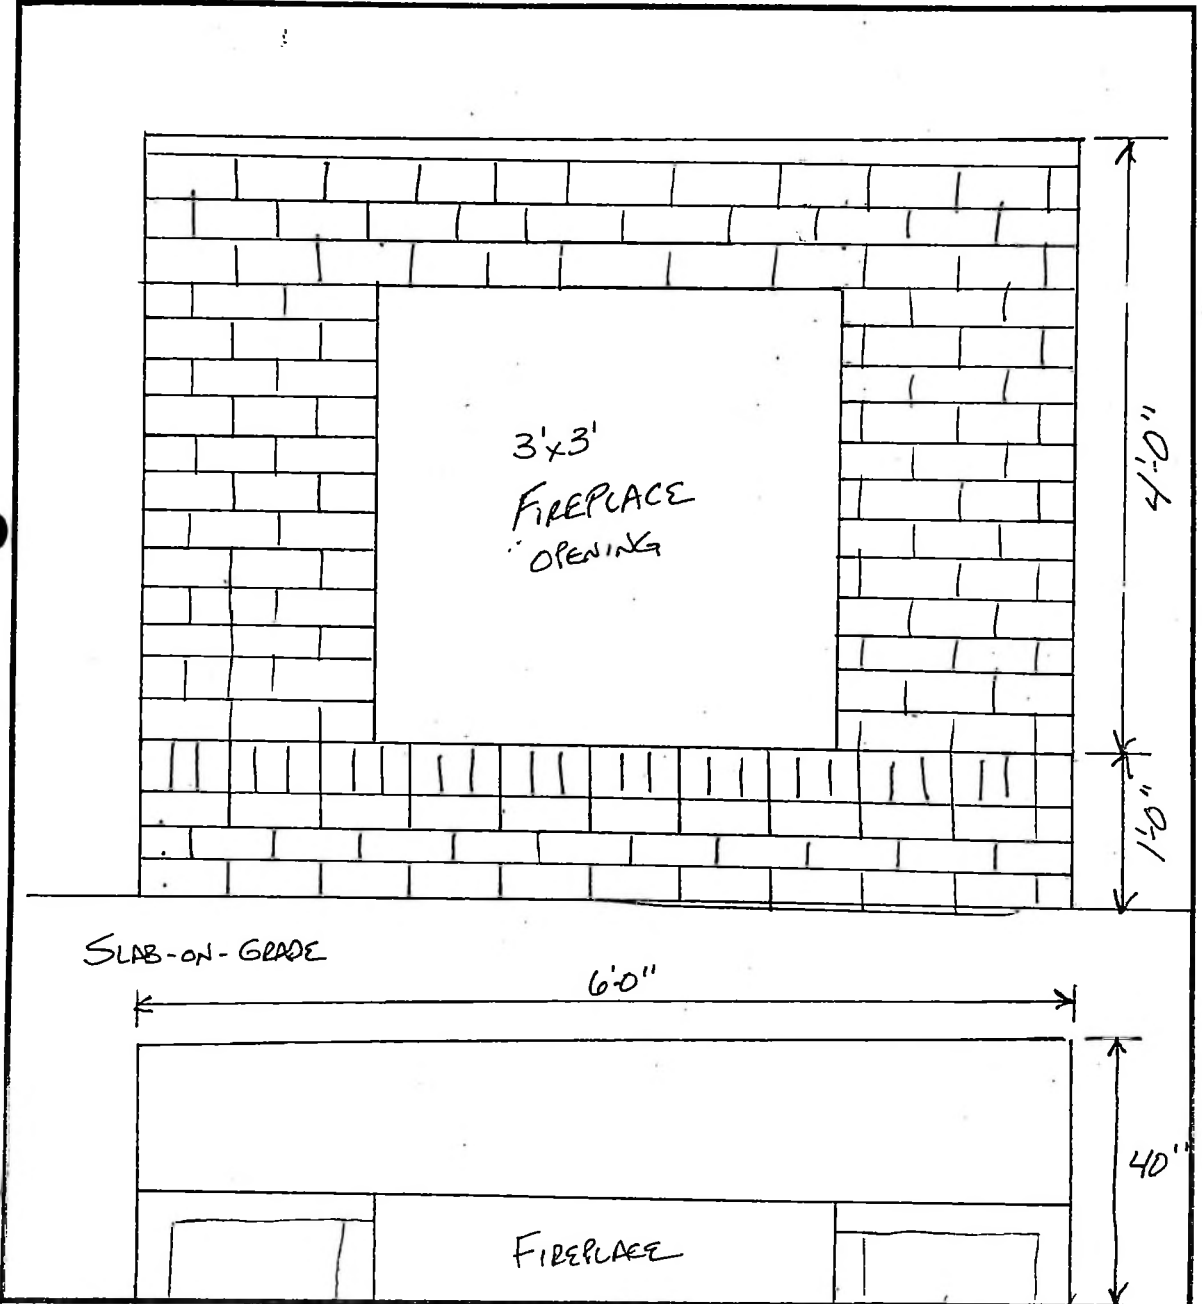 3'x3'
FIREPLACE
OPENING
4'-0"
1'-0"
SLAB-ON-GRADE
6'-0"
40"
FIREPLACE